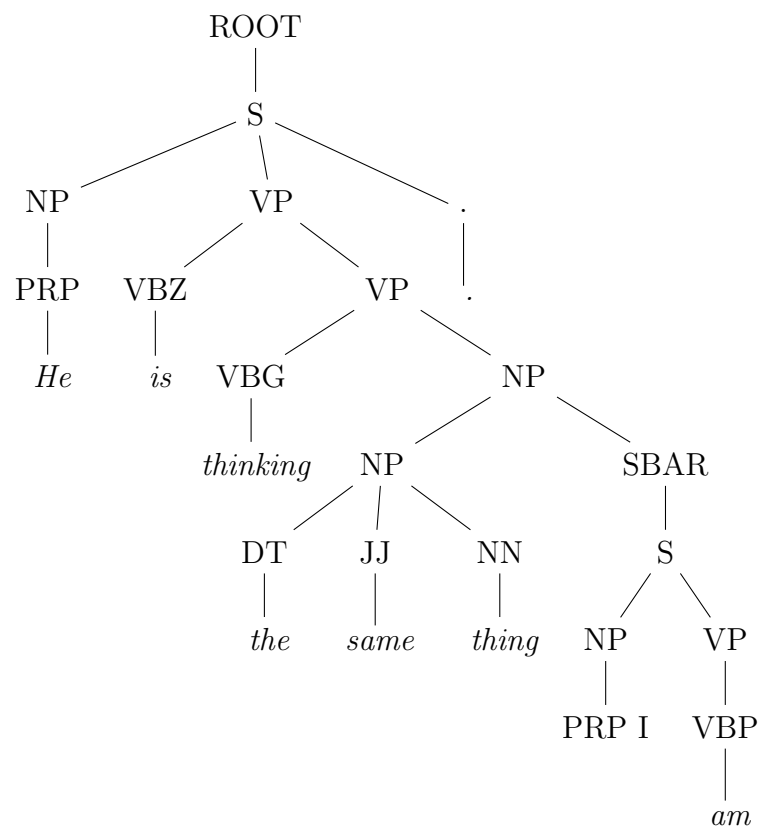 ROOT
S
NP VP .
PRP VBZ VP .
He is VBG NP
thinking NP SBAR
DT JJ NN S
the same thing NP VP
PRP I VBP
am